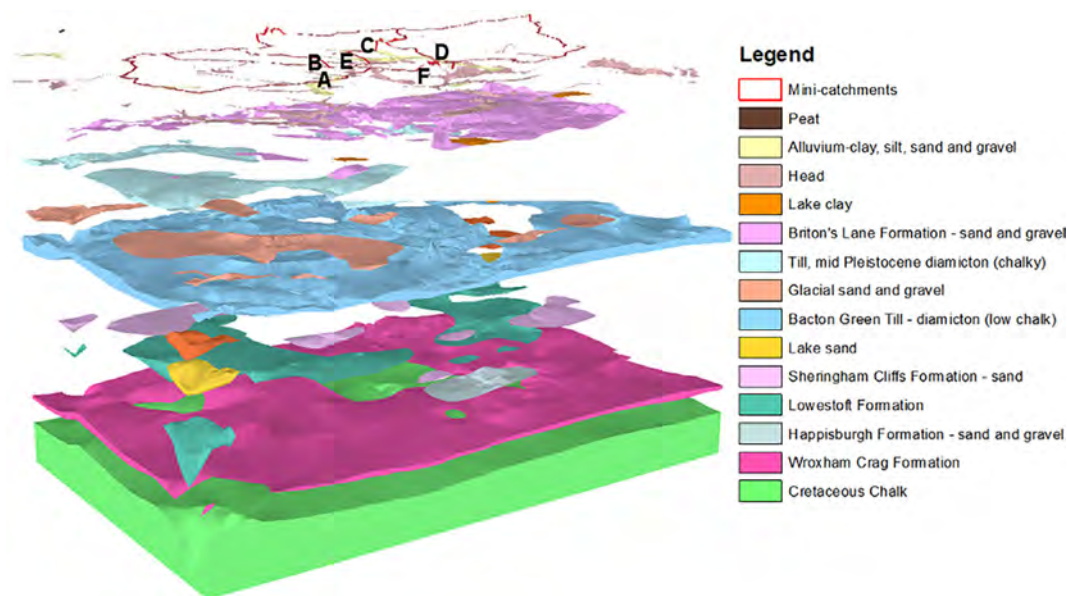 C
D
B
E
F
A
Legend
Mini-catchments
Peat
Alluvium-clay, silt, sand and gravel
Head
Lake clay
Briton's Lane Formation - sand and gravel
Till, mid Pleistocene diamicton (chalky)
Glacial sand and gravel
Bacton Green Till - diamicton (low chalk)
Lake sand
Sheringham Cliffs Formation - sand
Lowestoft Formation
Happisburgh Formation - sand and gravel
Wroxham Crag Formation
Cretaceous Chalk